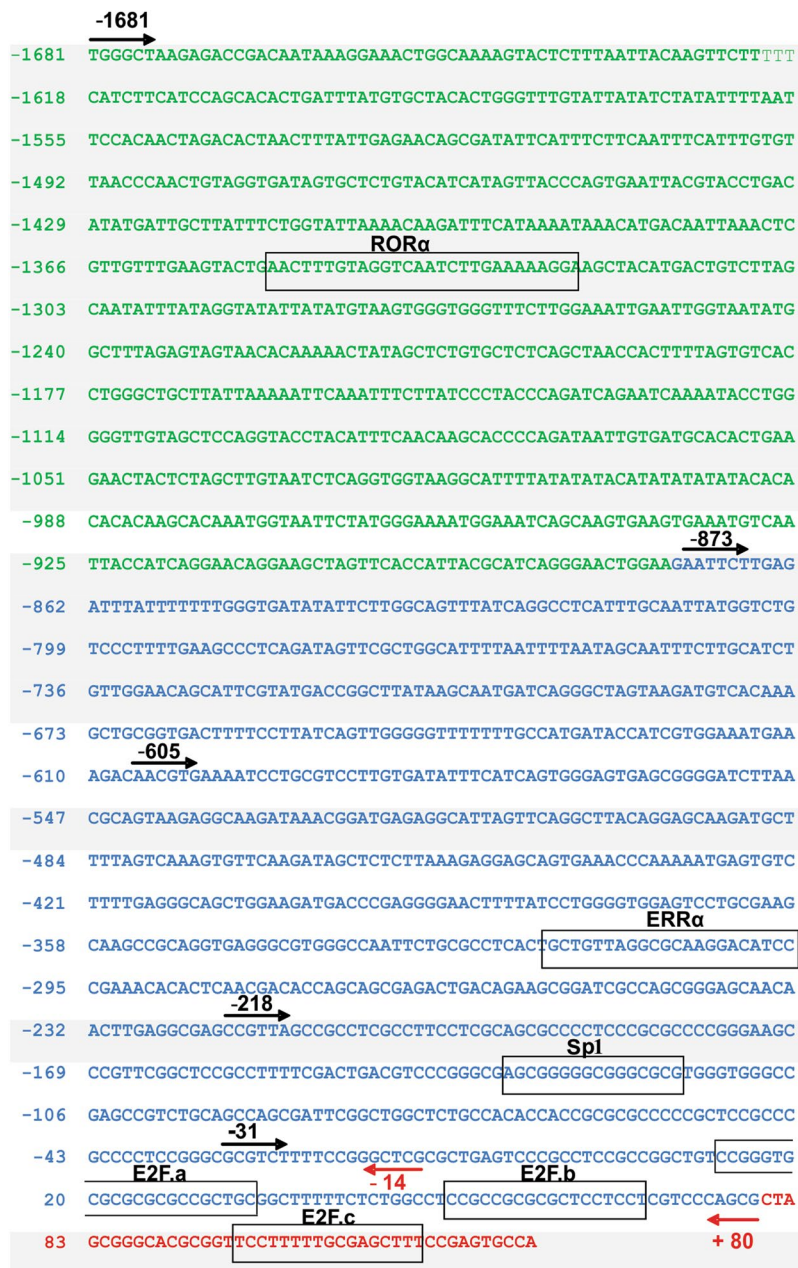 -1681
-1681 TGGGCTAAGAGACCGACAATAAAGGAAACTGGCAAAAGTACTCTTTAATTACAAGTTCTTTTT
-1618 CATCTTCATCCAGCACACTGATTTATGTGCTACACTGGGTTTGTATTATATCTATATTTTAAT
-1555 TCCACAACTAGACACTAACTTTATTGAGAACAGCGATATTCATTTCTTCAATTTCATTTGTGT
-1492 TAACCCAACTGTAGGTGATAGTGCTCTGTACATCATAGTTACCCAGTGAATTACGTACCTGAC
-1429 ATATGATTGCTTATTTCTGGTATTAAAACAAGATTTCATAAAATAAACATGACAATTAAACTC
RORα
-1366 GTTGTTTGAAGTACTGAACTTTGTAGGTCAATCTTGAAAAAGGAAGCTACATGACTGTCTTAG
-1303 CAATATTTATAGGTATATTATATGTAAGTGGGTGGGTTTCTTGGAAATTGAATTGGTAATATG
-1240 GCTTTAGAGTAGTAACACAAAAACTATAGCTCTGTGCTCTCAGCTAACCACTTTTAGTGTCAC
-1177 CTGGGCTGCTTATTAAAAATTCAAATTTCTTATCCCTACCCAGATCAGAATCAAAATACCTGG
-1114 GGGTTGTAGCTCCAGGTACCTACATTTCAACAAGCACCCCAGATAATTGTGATGCACACTGAA
-1051 GAACTACTCTAGCTTGTAATCTCAGGTGGTAAGGCATTTTATATATACATATATATATACACA
-988 CACACAAGCACAAATGGTAATTCTATGGGAAAATGGAAATCAGCAAGTGAAGTGAAATGTCAA
-873
-925 TTACCATCAGGAACAGGAAGCTAGTTCACCATTACGCATCAGGGAACTGGAAGAATTCTTGAG
-862 ATTTATTTTTTTGGGTGATATATTCTTGGCAGTTTATCAGGCCTCATTTGCAATTATGGTCTG
-799 TCCCTTTTGAAGCCCTCAGATAGTTCGCTGGCATTTTAATTTTAATAGCAATTTCTTGCATCT
-736 GTTGGAACAGCATTCGTATGACCGGCTTATAAGCAATGATCAGGGCTAGTAAGATGTCACAAA
-673 GCTGCGGTGACTTTTCCTTATCAGTTGGGGGTTTTTTTGCCATGATACCATCGTGGAAATGAA
-605
-610 AGACAACGTGAAAATCCTGCGTCCTTGTGATATTTCATCAGTGGGAGTGAGCGGGGATCTTAA
-547 CGCAGTAAGAGGCAAGATAAACGGATGAGAGGCATTAGTTCAGGCTTACAGGAGCAAGATGCT
-484 TTTAGTCAAAGTGTTCAAGATAGCTCTCTTAAAGAGGAGCAGTGAAACCCAAAAATGAGTGTC
-421 TTTTGAGGGCAGCTGGAAGATGACCCGAGGGGAACTTTTATCCTGGGGTGGAGTCCTGCGAAG
ERRα
-358 CAAGCCGCAGGTGAGGGCGTGGGCCAATTCTGCGCCTCACTGCTGTTAGGCGCAAGGACATCC
-295 CGAAACACACTCAACGACACCAGCAGCGAGACTGACAGAAGCGGATCGCCAGCGGGAGCAACA
-218
-232 ACTTGAGGCGAGCCGTTAGCCGCCTCGCCTTCCTCGCAGCGCCCCTCCCGCGCCCCGGGAAGC
Sp1
-169 CCGTTCGGCTCCGCCTTTTCGACTGACGTCCCGGGCGAGCGGGGGCGGGCGCGTGGGTGGGCC
-106 GAGCCGTCTGCAGCCAGCGATTCGGCTGGCTCTGCCACACCACCGCGCGCCCCCGCTCCGCCC
-31
-43 GCCCCTCCGGGCGCGTCTTTTCCGGGCTCGCGCTGAGTCCCGCCTCCGCCGGCTGTCCGGGTG
E2F.a - 14 E2F.b
20 CGCGCGCGCCGCTGCGGCTTTTTCTCTGGCCTCCGCCGCGCGCTCCTCCTCGTCCCAGCGCTA
E2F.c + 80
83 GCGGGCACGCGGTTCCTTTTTGCGAGCTTTCCGAGTGCCA